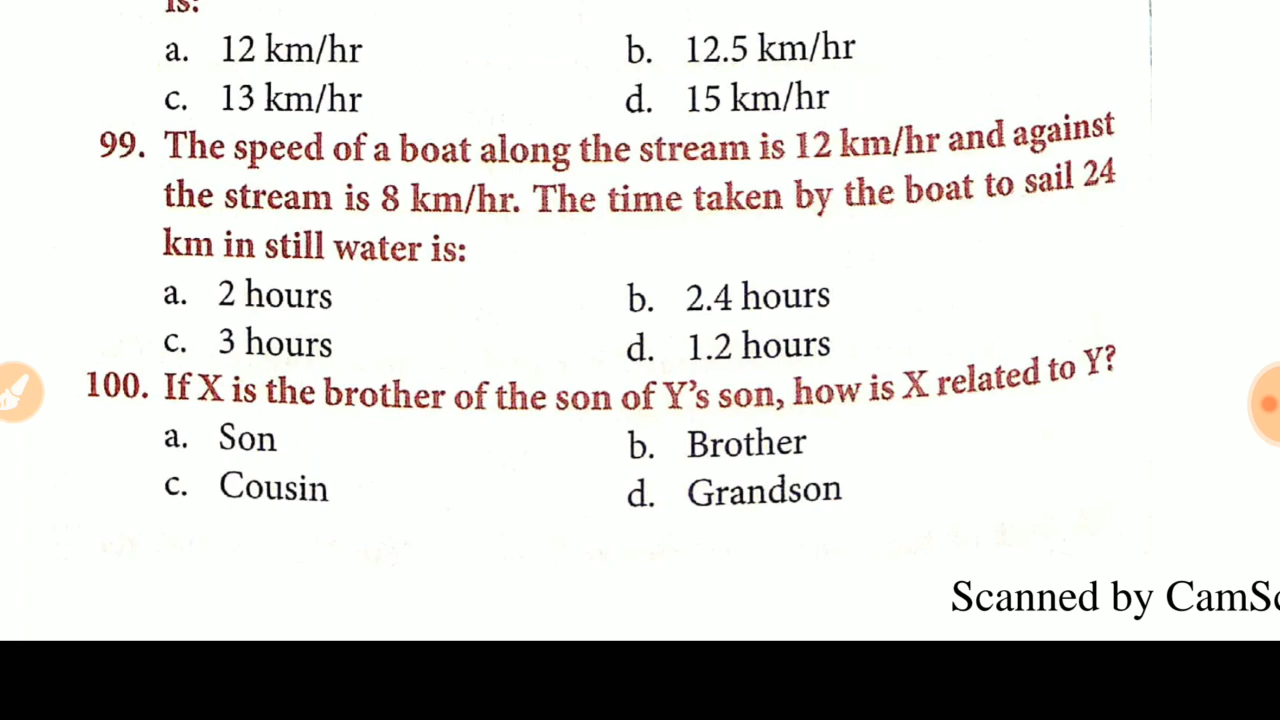 is:
a. 12 km/hr b. 12.5 km/hr
c. 13 km/hr d. 15 km/hr
99. The speed of a boat along the stream is 12 km/hr and against
the stream is 8 km/hr. The time taken by the boat to sail 24
km in still water is:
a. 2 hours b. 2.4 hours
c. 3 hours d. 1.2 hours
100. If X is the brother of the son of Y’s son, how is X related to Y?
a. Son b. Brother
c. Cousin d. Grandson
Scanned by CamSc